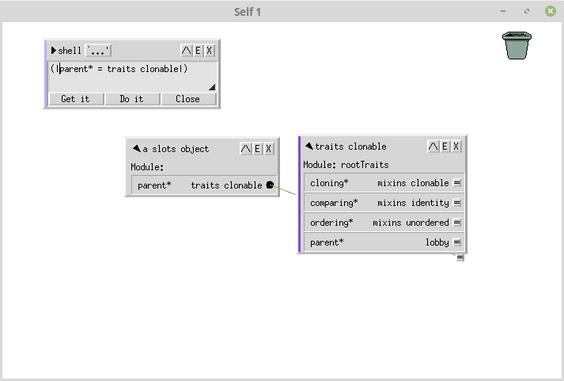 Self 1
shell '...' E X
(|parent* = traits clonable|)
Get it Do it Close
a slots object E X
Module:
parent* traits clonable
traits clonable E X
Module: rootTraits
cloning* mixins clonable
comparing* mixins identity
ordering* mixins unordered
parent* lobby